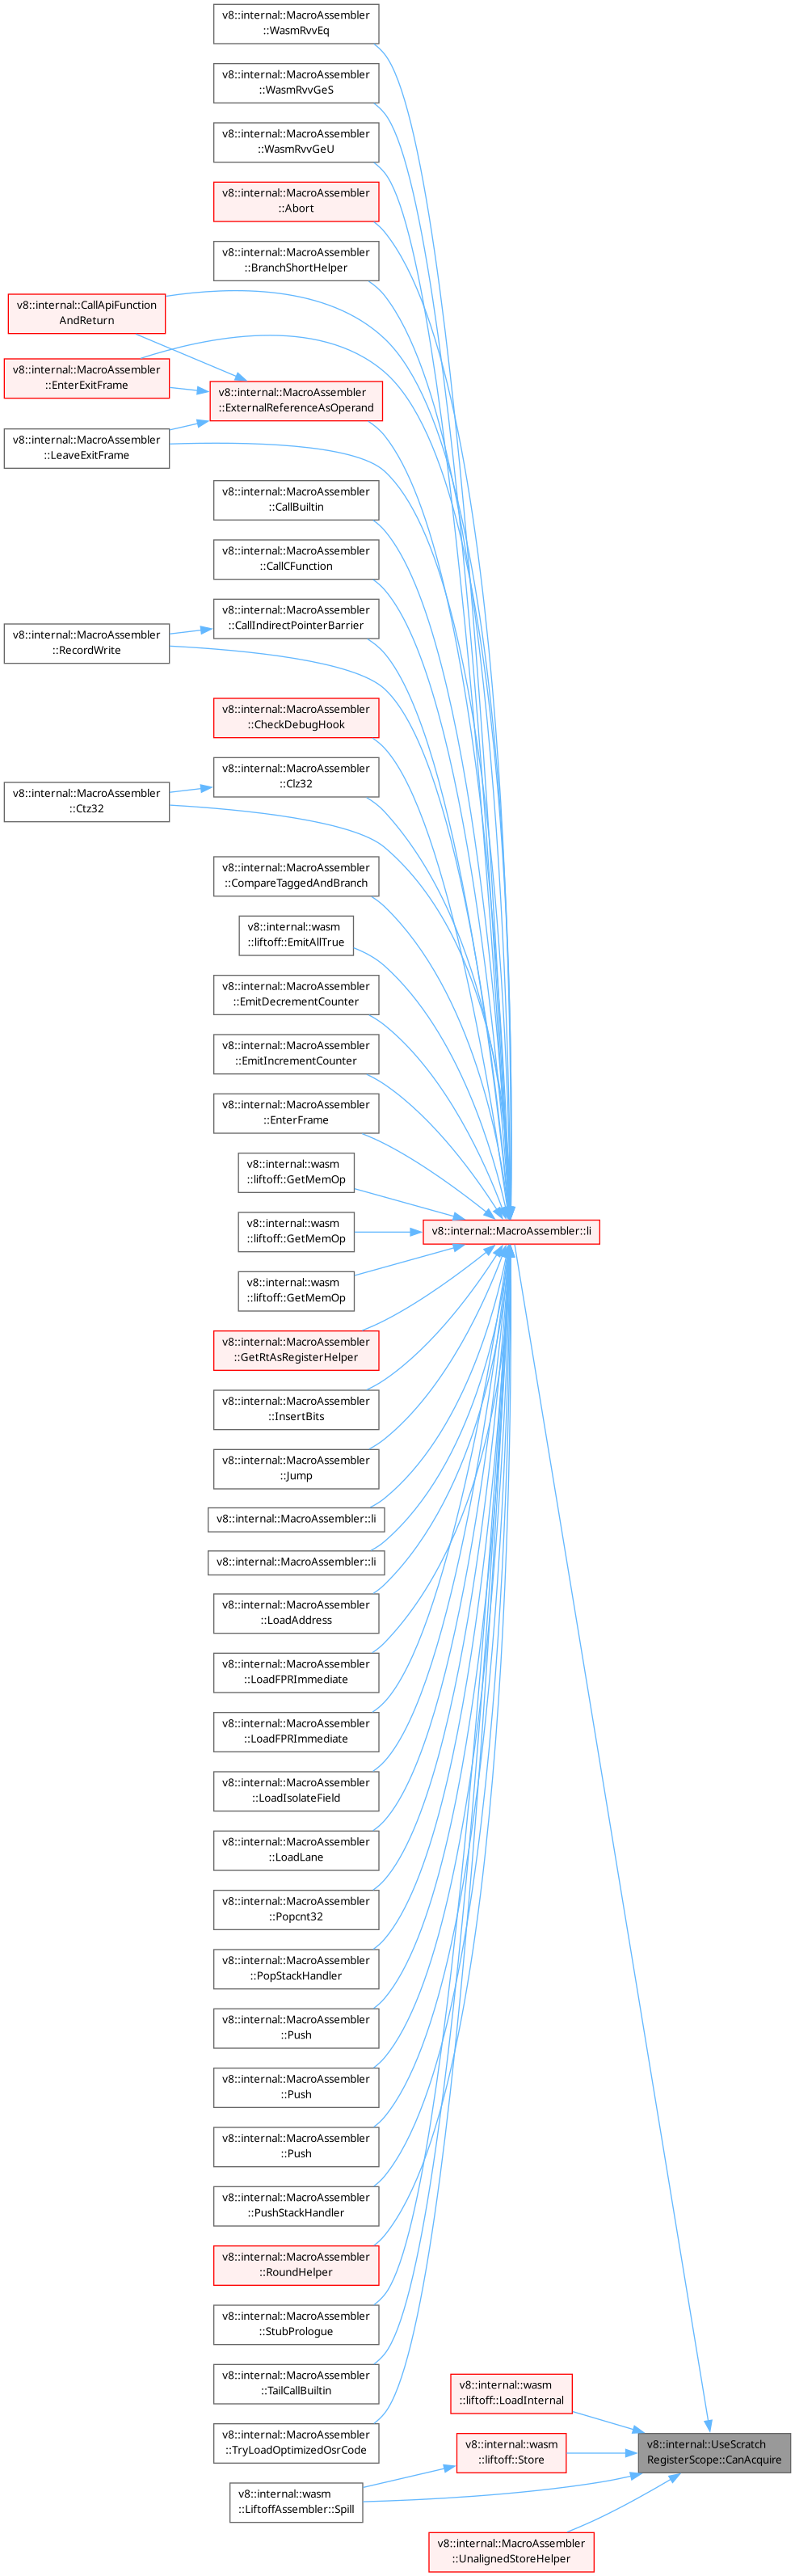 v8::internal::MacroAssembler
::WasmRvvEq
v8::internal::MacroAssembler
::WasmRvvGeS
v8::internal::MacroAssembler
::WasmRvvGeU
v8::internal::MacroAssembler
::Abort
v8::internal::MacroAssembler
::BranchShortHelper
v8::internal::CallApiFunction
AndReturn
v8::internal::MacroAssembler
::EnterExitFrame
v8::internal::MacroAssembler
::ExternalReferenceAsOperand
v8::internal::MacroAssembler
::LeaveExitFrame
v8::internal::MacroAssembler
::CallBuiltin
v8::internal::MacroAssembler
::CallCFunction
v8::internal::MacroAssembler
::CallIndirectPointerBarrier
v8::internal::MacroAssembler
::RecordWrite
v8::internal::MacroAssembler
::CheckDebugHook
v8::internal::MacroAssembler
::Clz32
v8::internal::MacroAssembler
::Ctz32
v8::internal::MacroAssembler
::CompareTaggedAndBranch
v8::internal::wasm
::liftoff::EmitAllTrue
v8::internal::MacroAssembler
::EmitDecrementCounter
v8::internal::MacroAssembler
::EmitIncrementCounter
v8::internal::MacroAssembler
::EnterFrame
v8::internal::wasm
::liftoff::GetMemOp
v8::internal::wasm
::liftoff::GetMemOp
v8::internal::MacroAssembler::li
v8::internal::wasm
::liftoff::GetMemOp
v8::internal::MacroAssembler
::GetRtAsRegisterHelper
v8::internal::MacroAssembler
::InsertBits
v8::internal::MacroAssembler
::Jump
v8::internal::MacroAssembler::li
v8::internal::MacroAssembler::li
v8::internal::MacroAssembler
::LoadAddress
v8::internal::MacroAssembler
::LoadFPRImmediate
v8::internal::MacroAssembler
::LoadFPRImmediate
v8::internal::MacroAssembler
::LoadIsolateField
v8::internal::MacroAssembler
::LoadLane
v8::internal::MacroAssembler
::Popcnt32
v8::internal::MacroAssembler
::PopStackHandler
v8::internal::MacroAssembler
::Push
v8::internal::MacroAssembler
::Push
v8::internal::MacroAssembler
::Push
v8::internal::MacroAssembler
::PushStackHandler
v8::internal::MacroAssembler
::RoundHelper
v8::internal::MacroAssembler
::StubPrologue
v8::internal::MacroAssembler
::TailCallBuiltin
v8::internal::wasm
::liftoff::LoadInternal
v8::internal::MacroAssembler
::TryLoadOptimizedOsrCode
v8::internal::wasm
::liftoff::Store
v8::internal::UseScratch
RegisterScope::CanAcquire
v8::internal::wasm
::LiftoffAssembler::Spill
v8::internal::MacroAssembler
::UnalignedStoreHelper